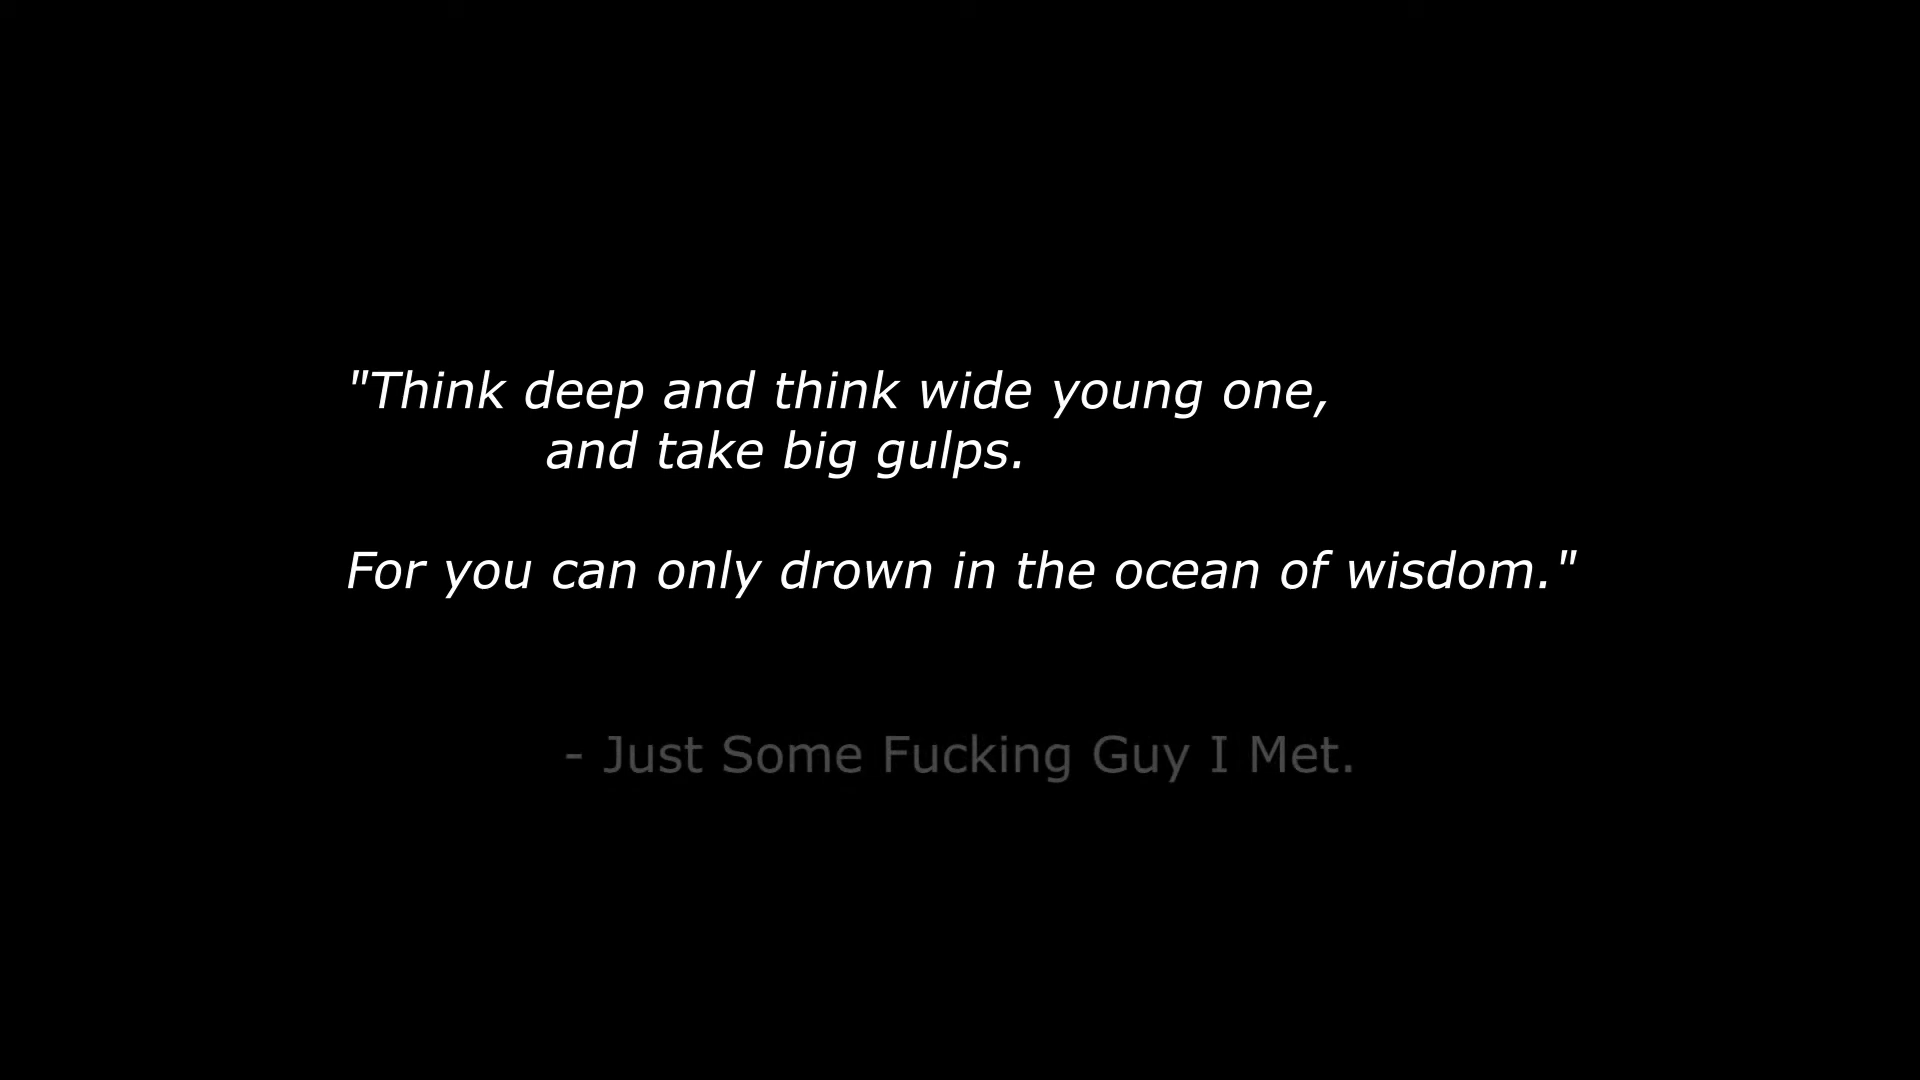 "Think deep and think wide young one,
and take big gulps.
For you can only drown in the ocean of wisdom."
- Just Some Fucking Guy I Met.